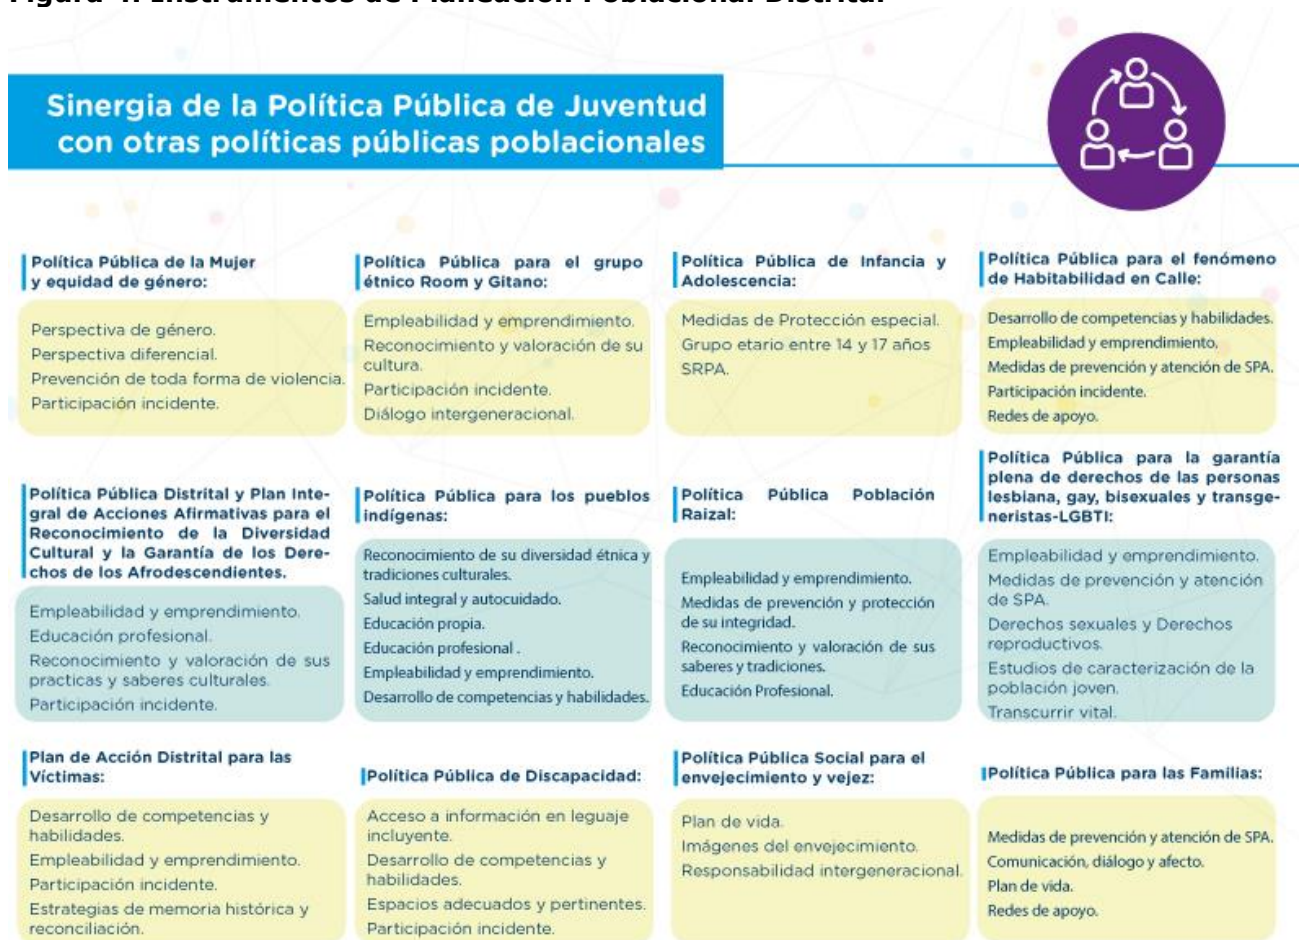 Figura 4. Instrumentos de Planeación Poblacional Distrital
Sinergia de la Política Pública de Juventud
con otras políticas públicas poblacionales
Política Pública de la Mujer
y equidad de género:
Perspectiva de género.
Perspectiva diferencial.
Prevención de toda forma de violencia.
Participación incidente.
Política Pública para el grupo
étnico Room y Gitano:
Empleabilidad y emprendimiento.
Reconocimiento y valoración de su
cultura.
Participación incidente.
Diálogo intergeneracional.
Política Pública de Infancia y
Adolescencia:
Medidas de Protección especial.
Grupo etario entre 14 y 17 años
SRPA.
Política Pública para el fenómeno
de Habitabilidad en Calle:
Desarrollo de competencias y habilidades.
Empleabilidad y emprendimiento.
Medidas de prevención y atención de SPA.
Participación incidente.
Redes de apoyo.
Política Pública Distrital y Plan Inte-
gral de Acciones Afirmativas para el
Reconocimiento de la Diversidad
Cultural y la Garantía de los Dere-
chos de los Afrodescendientes.
Empleabilidad y emprendimiento.
Educación profesional.
Reconocimiento y valoración de sus
practicas y saberes culturales.
Participación incidente.
Política Pública para los pueblos
indígenas:
Reconocimiento de su diversidad étnica y
tradiciones culturales.
Salud integral y autocuidado.
Educación propia.
Educación profesional .
Empleabilidad y emprendimiento.
Desarrollo de competencias y habilidades.
Política Pública Población
Raizal:
Empleabilidad y emprendimiento.
Medidas de prevención y protección
de su integridad.
Reconocimiento y valoración de sus
saberes y tradiciones.
Educación Profesional.
Política Pública para la garantía
plena de derechos de las personas
lesbiana, gay, bisexuales y transge-
neristas-LGBTI:
Empleabilidad y emprendimiento.
Medidas de prevención y atención
de SPA.
Derechos sexuales y Derechos
reproductivos.
Estudios de caracterización de la
población joven.
Transcurrir vital.
Plan de Acción Distrital para las
Víctimas:
Desarrollo de competencias y
habilidades.
Empleabilidad y emprendimiento.
Participación incidente.
Estrategias de memoria histórica y
reconciliación.
Política Pública de Discapacidad:
Acceso a información en leguaje
incluyente.
Desarrollo de competencias y
habilidades.
Espacios adecuados y pertinentes.
Participación incidente.
Política Pública Social para el
envejecimiento y vejez:
Plan de vida.
Imágenes del envejecimiento.
Responsabilidad intergeneracional.
Política Pública para las Familias:
Medidas de prevención y atención de SPA.
Comunicación, diálogo y afecto.
Plan de vida.
Redes de apoyo.